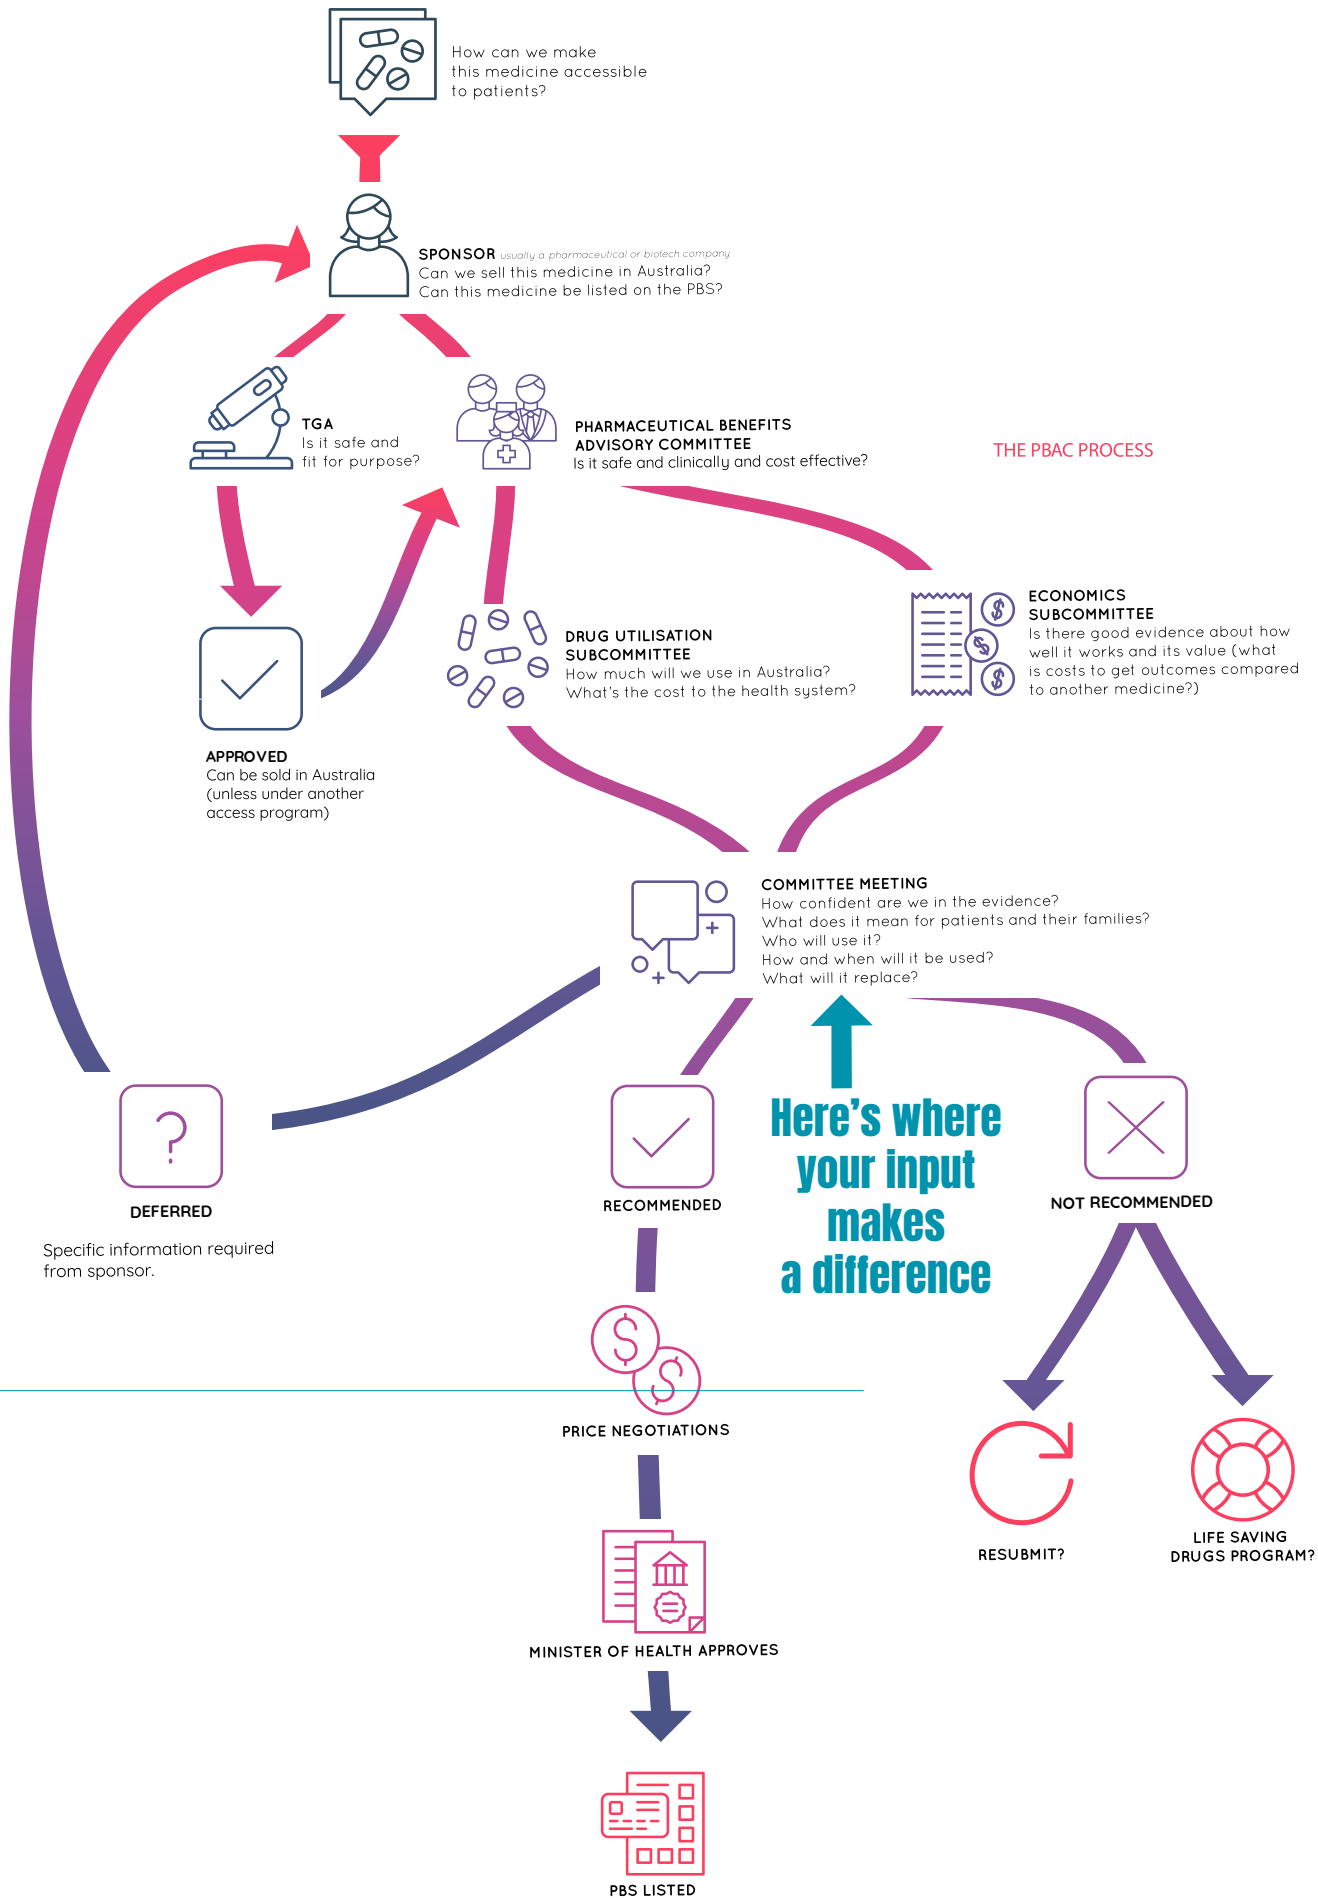 How can we make
this medicine accessible
to patients?
SPONSOR usually a pharmaceutical or biotech company
Can we sell this medicine in Australia?
Can this medicine be listed on the PBS?
TGA
Is it safe and
fit for purpose?
PHARMACEUTICAL BENEFITS
ADVISORY COMMITTEE
Is it safe and clinically and cost effective?
THE PBAC PROCESS
APPROVED
Can be sold in Australia
(unless under another
access program)
DRUG UTILISATION
SUBCOMMITTEE
How much will we use in Australia?
What's the cost to the health system?
ECONOMICS
SUBCOMMITTEE
Is there good evidence about how
well it works and its value (what
is costs to get outcomes compared
to another medicine?)
COMMITTEE MEETING
How confident are we in the evidence?
What does it mean for patients and their families?
Who will use it?
How and when will it be used?
What will it replace?
DEFERRED
Specific information required
from sponsor.
RECOMMENDED
Here's where
your input
makes
a difference
NOT RECOMMENDED
$
$
PRICE NEGOTIATIONS
RESUBMIT?
LIFE SAVING
DRUGS PROGRAM?
MINISTER OF HEALTH APPROVES
PBS LISTED